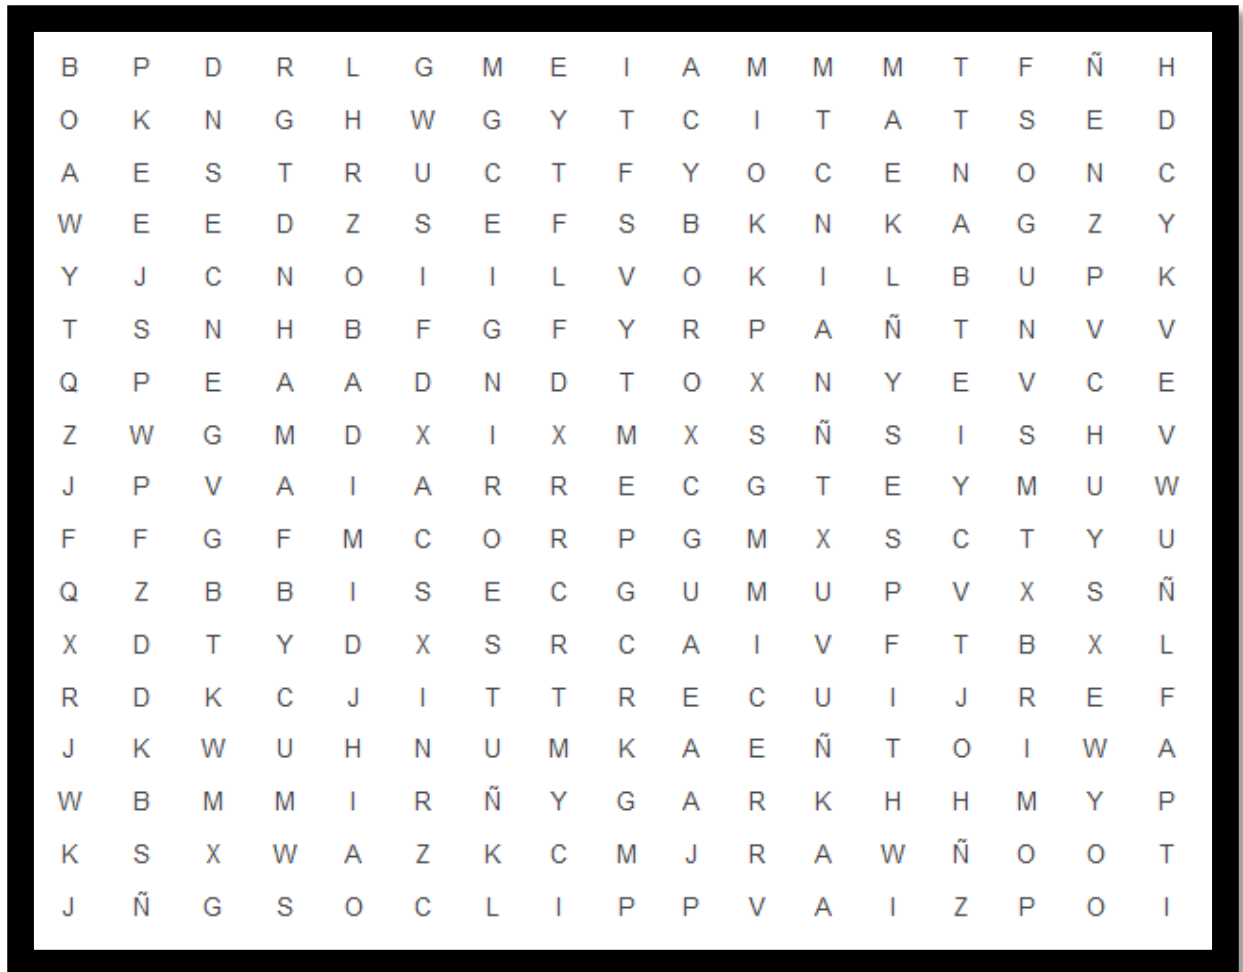 B P D R L G M E I A M M M T F Ñ H
O K N G H W G Y T C I T A T S E D
A E S T R U C T F Y O C E N O N C
W E E D Z S E F S B K N K A G Z Y
Y J C N O I I L V O K I L B U P K
T S N H B F G F Y R P A Ñ T N V V
Q P E A A D N D T O X N Y E V C E
Z W G M D X I X M X S Ñ S I S H V
J P V A I A R R E C G T E Y M U W
F F G F M C O R P G M X S C T Y U
Q Z B B I S E C G U M U P V X S Ñ
X D T Y D X S R C A I V F T B X L
R D K C J I T T R E C U I J R E F
J K W U H N U M K A E Ñ T O I W A
W B M M I R Ñ Y G A R K H H M Y P
K S X W A Z K C M J R A W Ñ O O T
J Ñ G S O C L I P P V A I Z P O I